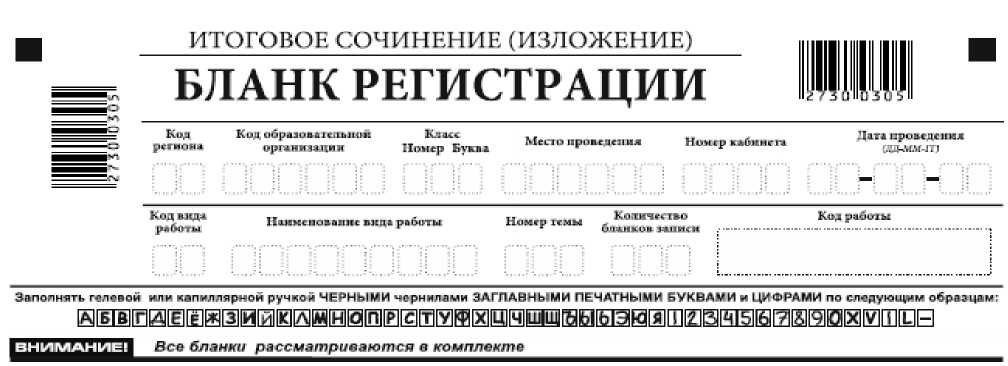 ИТОГОВОЕ СОЧИНЕНИЕ (ИЗЛОЖЕНИЕ)
БЛАНК РЕГИСТРАЦИИ
2730 0305
2730 0305
Код региона
Код образовательной организации
Класс
Номер Буква
Место проведения
Номер кабинета
Дата проведения
(ДД-ММ-ГГ)
Код вида работы
Наименование вида работы
Номер темы
Количество бланков записи
Код работы
Заполнять гелевой или капиллярной ручкой ЧЕРНЫМИ чернилами ЗАГЛАВНЫМИ ПЕЧАТНЫМИ БУКВАМИ и ЦИФРАМИ по следующим образцам:
АБВГДЕЁЖЗИЙКЛМНОПРСТУФХЦЧШЩЪЫЬЭЮЯ1234567890XVIL-
ВНИМАНИЕ! Все бланки рассматриваются в комплекте